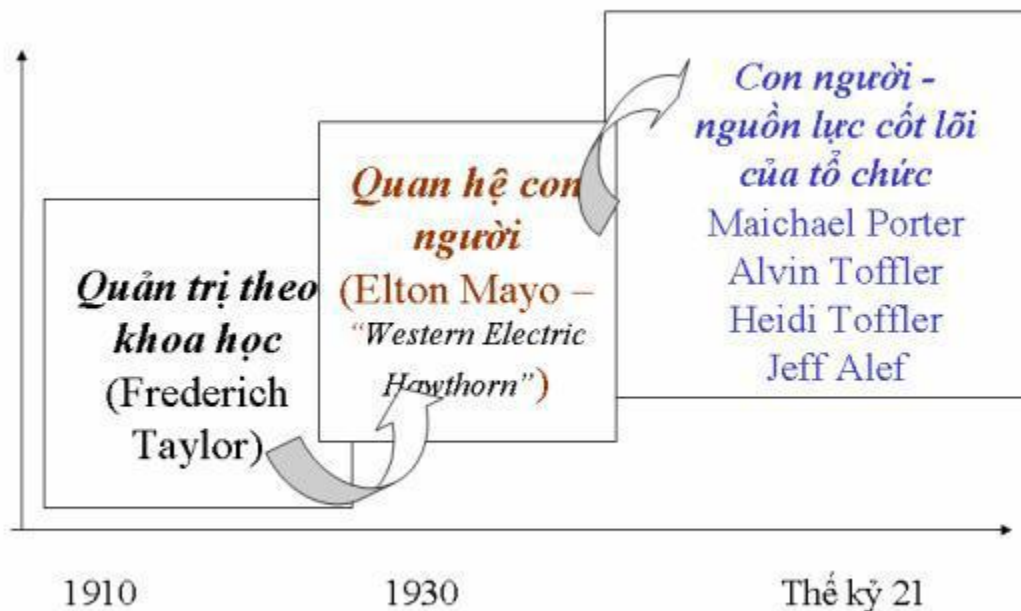 Quản trị theo
khoa học
(Frederich
Taylor)
Quan hệ con
người
(Elton Mayo –
“Western Electric
Hawthorn”)
Con người -
nguồn lực cốt lõi
của tổ chức
Maichael Porter
Alvin Toffler
Heidi Toffler
Jeff Alef
1910
1930
Thế kỷ 21